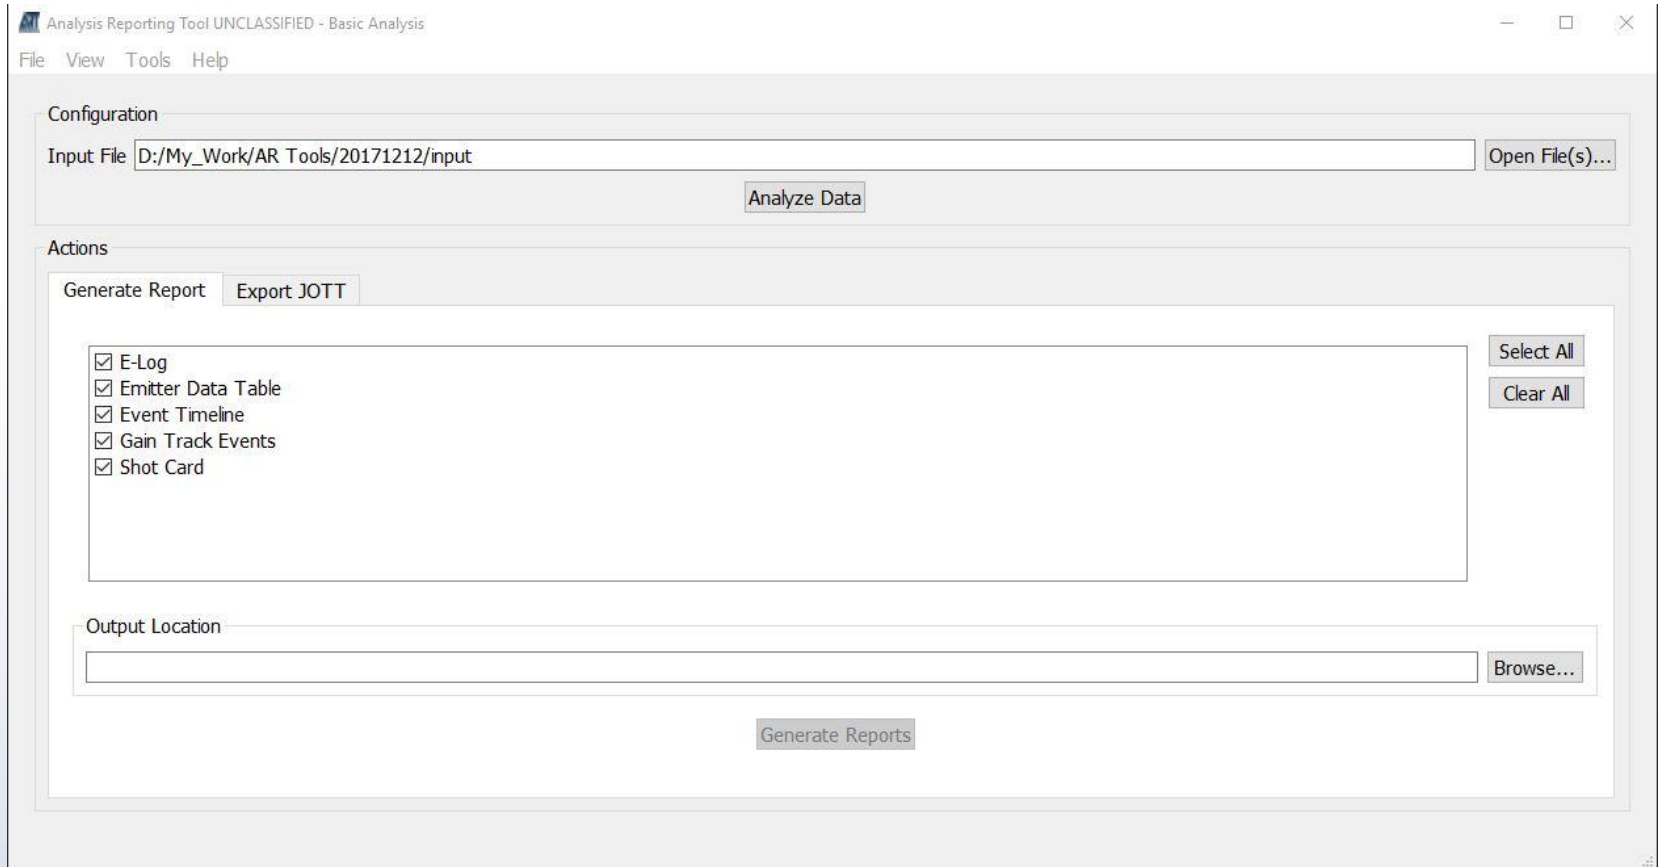 Analysis Reporting Tool UNCLASSIFIED - Basic Analysis
File View Tools Help
Configuration
Input File D:/My_Work/AR Tools/20171212/input Open File(s)...
Analyze Data
Actions
Generate Report Export JOTT
E-Log
Emitter Data Table
Event Timeline
Gain Track Events
Shot Card
Select All
Clear All
Output Location
Browse...
Generate Reports